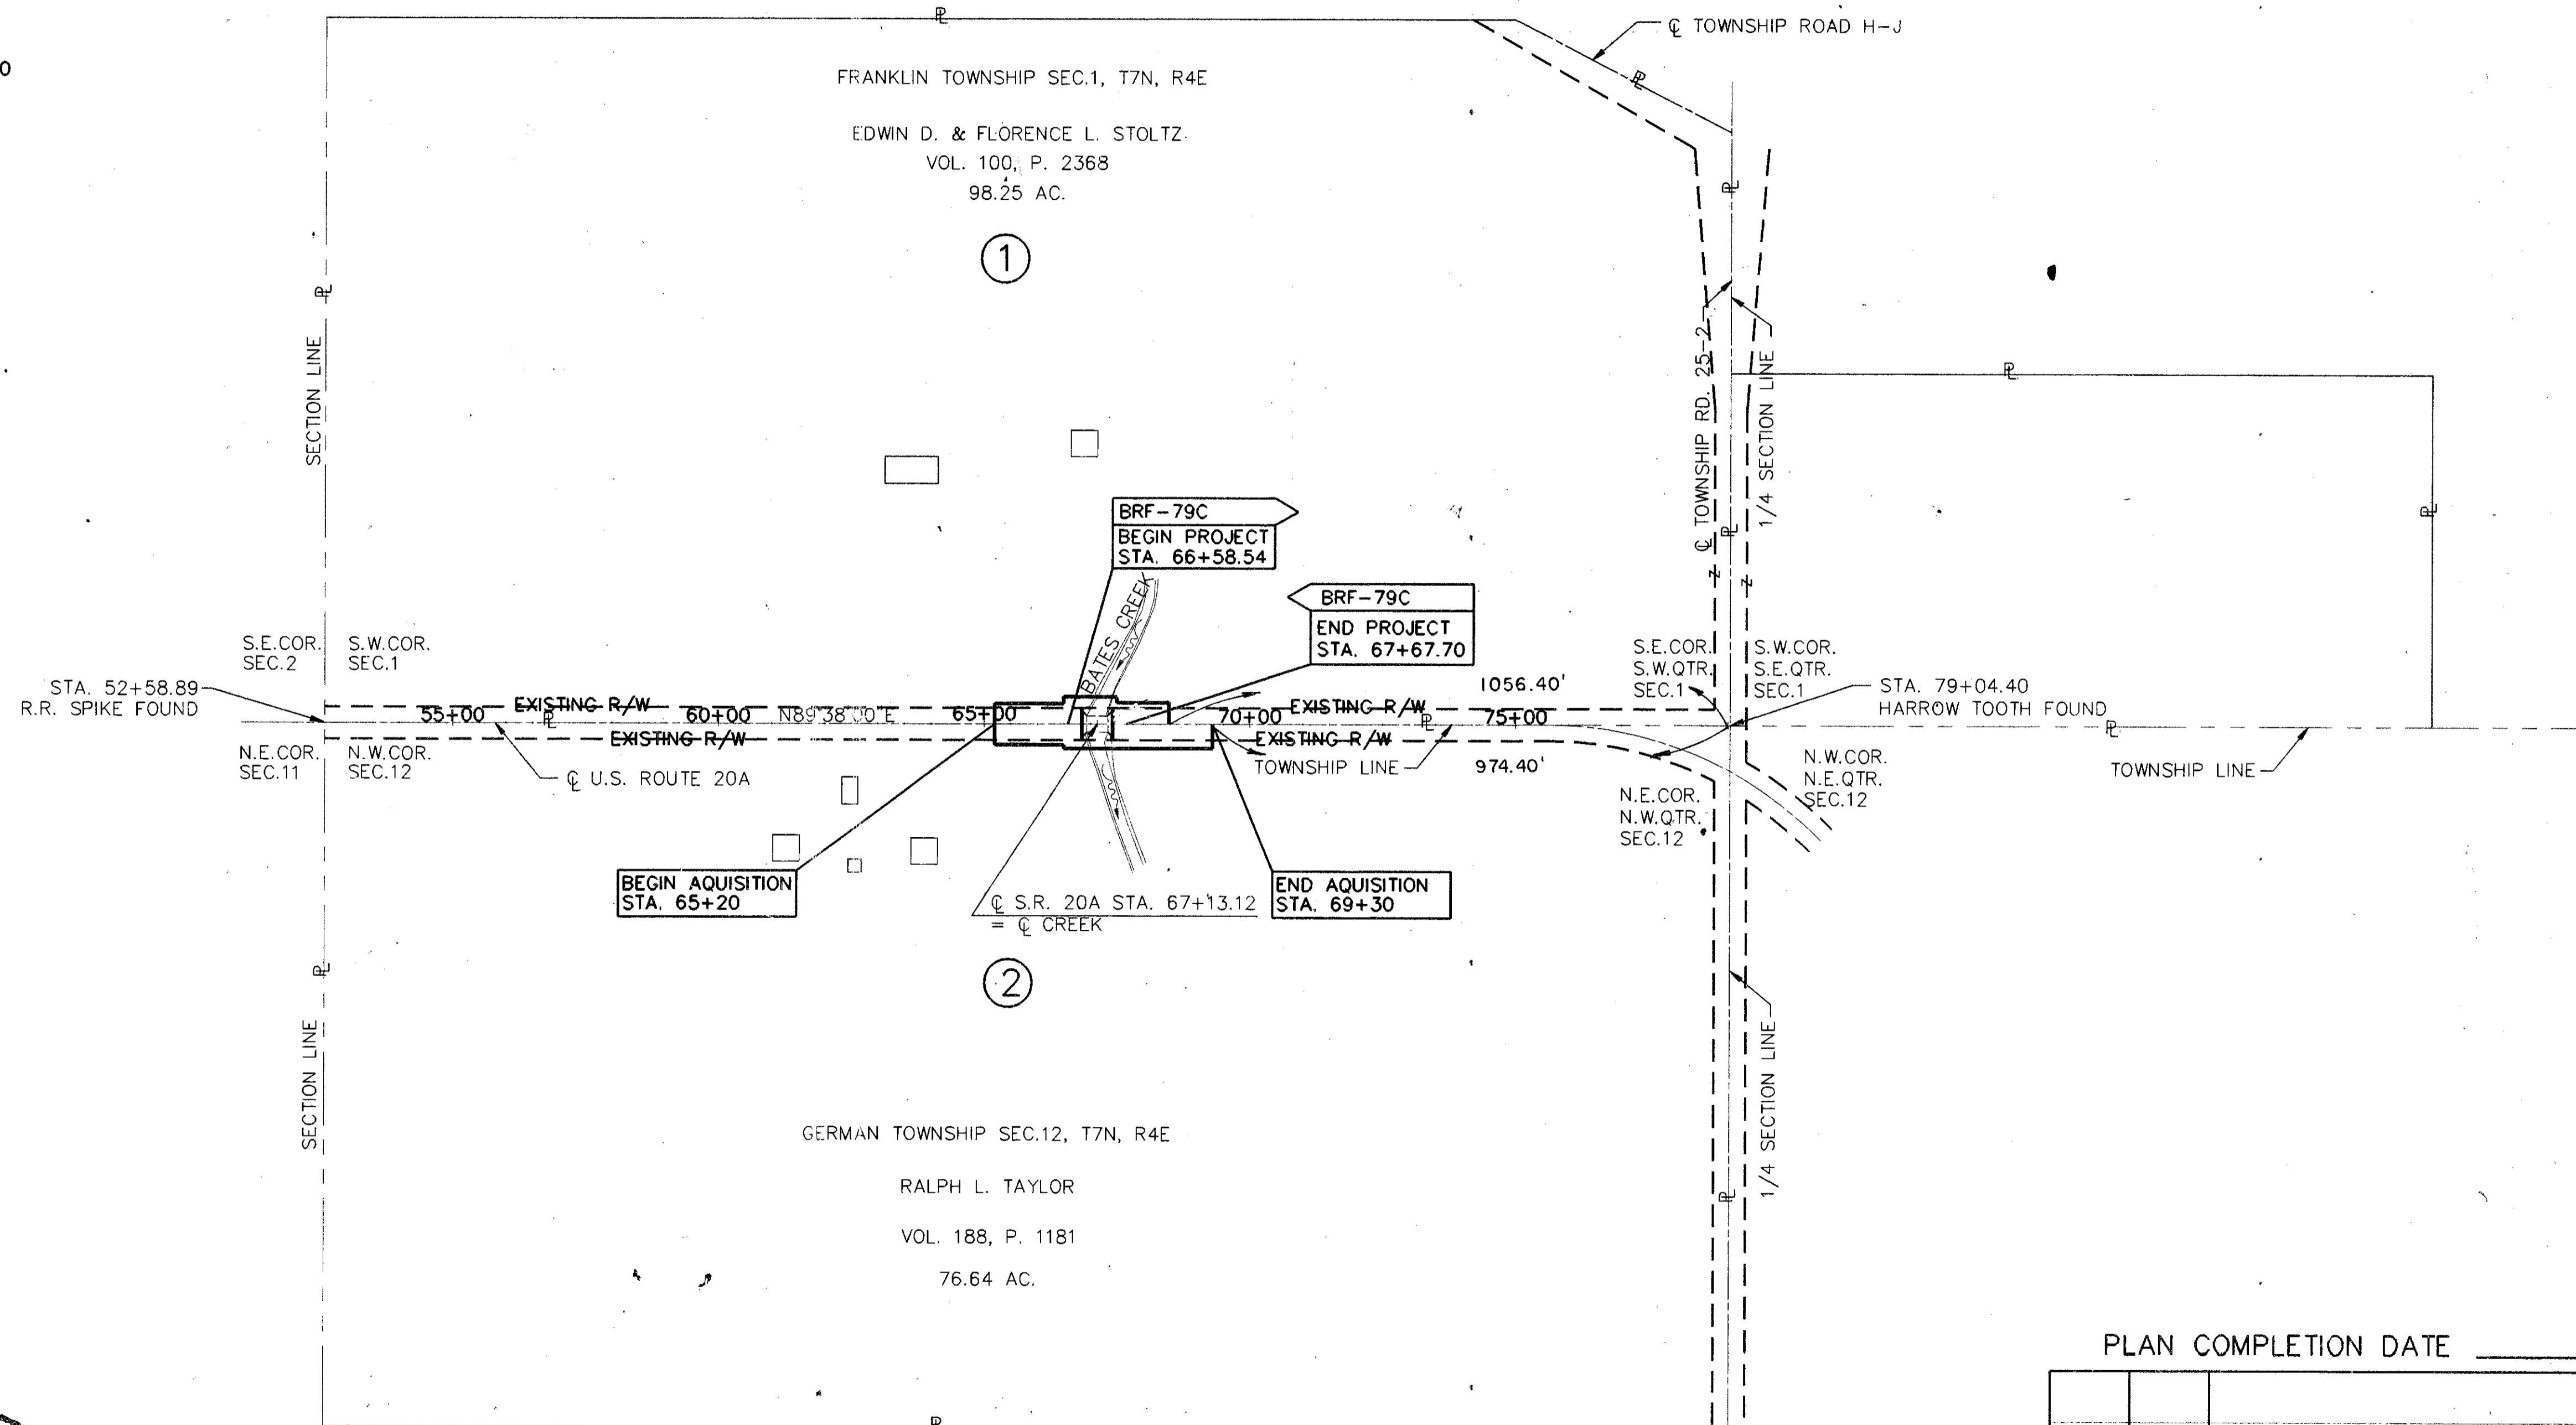 ℄ TOWNSHIP ROAD H-J
FRANKLIN TOWNSHIP SEC.1, T7N, R4E
EDWIN D. & FLORENCE L. STOLTZ
VOL. 100, P. 2368
98.25 AC.
1
SECTION LINE
℄ TOWNSHIP RD. 25-2
1/4 SECTION LINE
BRF-79C
BEGIN PROJECT
STA. 66+58.54
BATES CREEK
BRF-79C
END PROJECT
STA. 67+67.70
S.E.COR.
SEC.2
S.W.COR.
SEC.1
STA. 52+58.89
R.R. SPIKE FOUND
N.E.COR.
SEC.11
N.W.COR.
SEC.12
EXISTING R/W
55+00
60+00
N89°38'00"E
65+00
70+00
EXISTING R/W
75+00
EXISTING R/W
EXISTING R/W
1056.40'
974.40'
TOWNSHIP LINE
℄ U.S. ROUTE 20A
S.E.COR.
S.W.QTR.
SEC.1
S.W.COR.
S.E.QTR.
SEC.1
STA. 79+04.40
HARROW TOOTH FOUND
N.W.COR.
N.E.QTR.
SEC.12
N.E.COR.
N.W.QTR.
SEC.12
TOWNSHIP LINE
BEGIN AQUISITION
STA. 65+20
℄ S.R. 20A STA. 67+13.12
= ℄ CREEK
END AQUISITION
STA. 69+30
2
SECTION LINE
1/4 SECTION LINE
GERMAN TOWNSHIP SEC.12, T7N, R4E
RALPH L. TAYLOR
VOL. 188, P. 1181
76.64 AC.
PLAN COMPLETION DATE